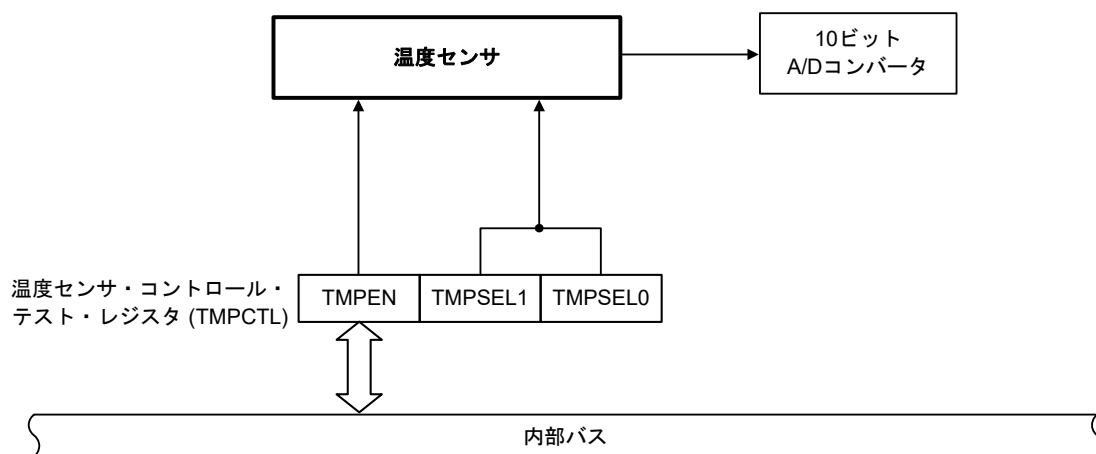 温度センサ
10ビット
A/Dコンバータ
温度センサ・コントロール・
テスト・レジスタ (TMPCTL)
TMPEN TMPSEL1 TMPSEL0
内部バス